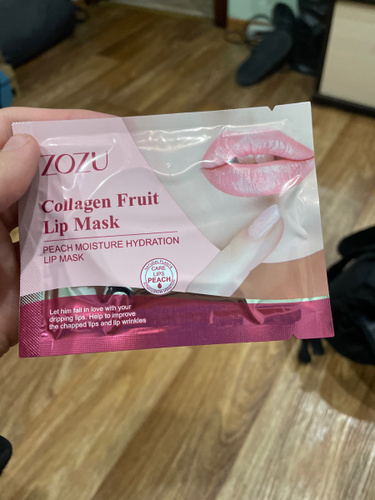 ZOZU
Collagen Fruit
Lip Mask
PEACH MOISTURE HYDRATION
LIP MASK
CARE
LIPS
PEACH
Let him fall in love with your
dripping lips. Help to improve
the chapped lips and lip wrinkles